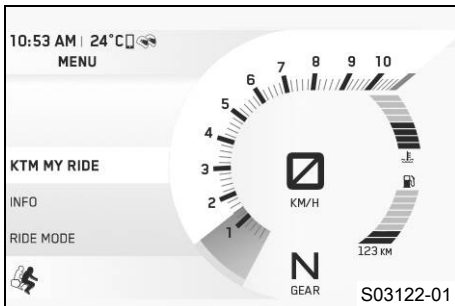 10:53 AM | 24°C
MENU
KTM MY RIDE
INFO
RIDE MODE
1
2
3
4
5
6
7
8
9
10
0
KM/H
N
GEAR
123 KM
S03122-01